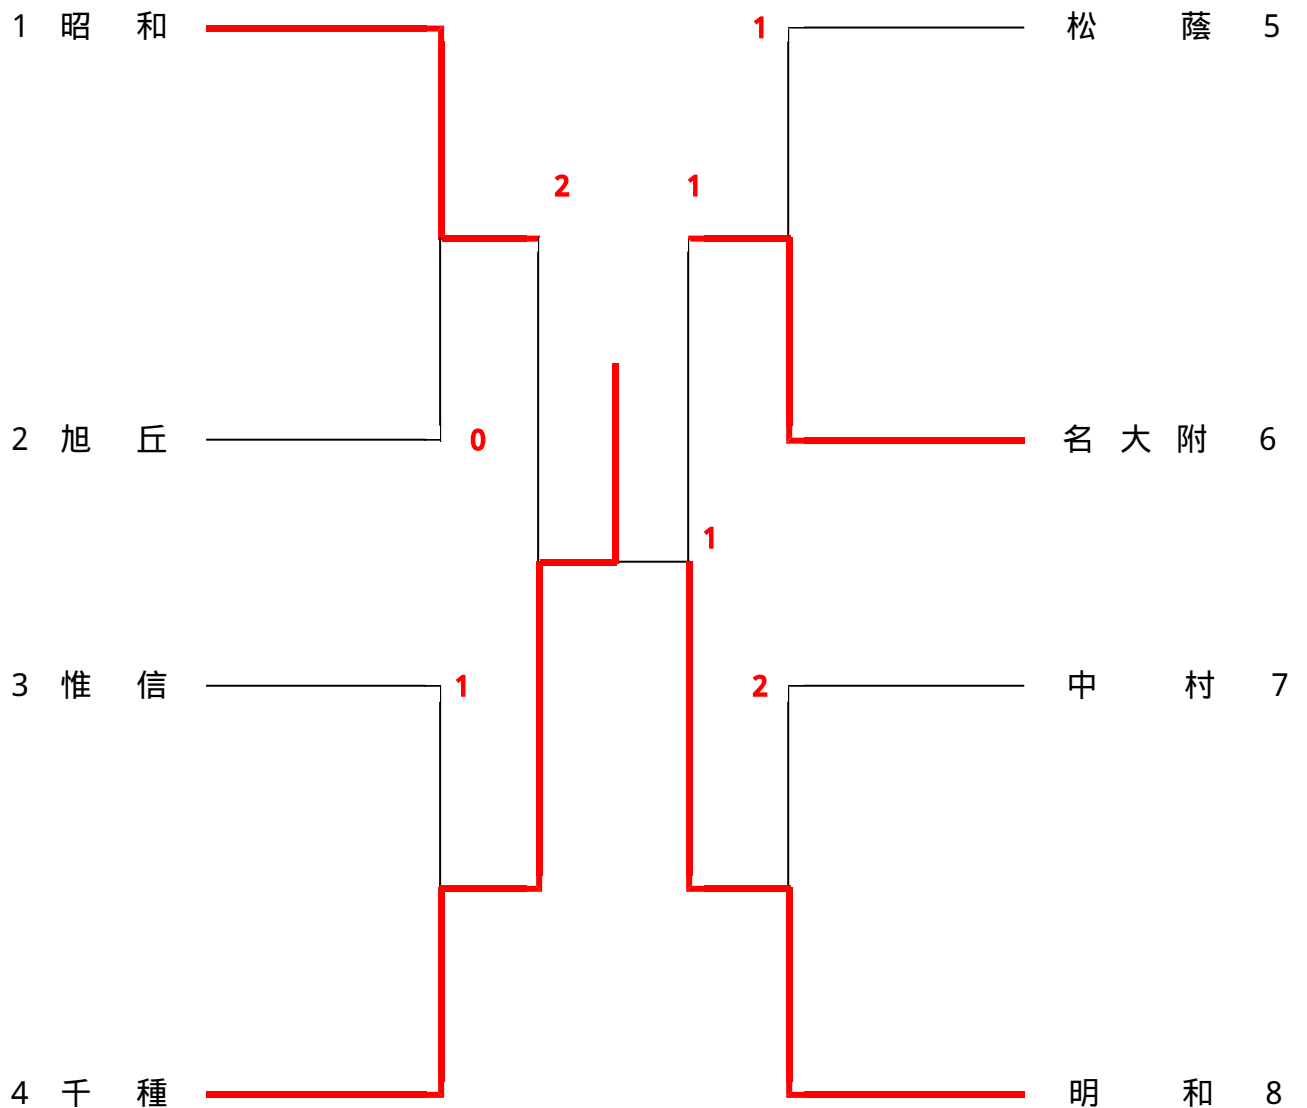 1 昭 和 1 松 蔭 5
2 1
2 旭 丘 0 名 大 附 6
1
3 惟 信 1 2 中 村 7
4 千 種 明 和 8